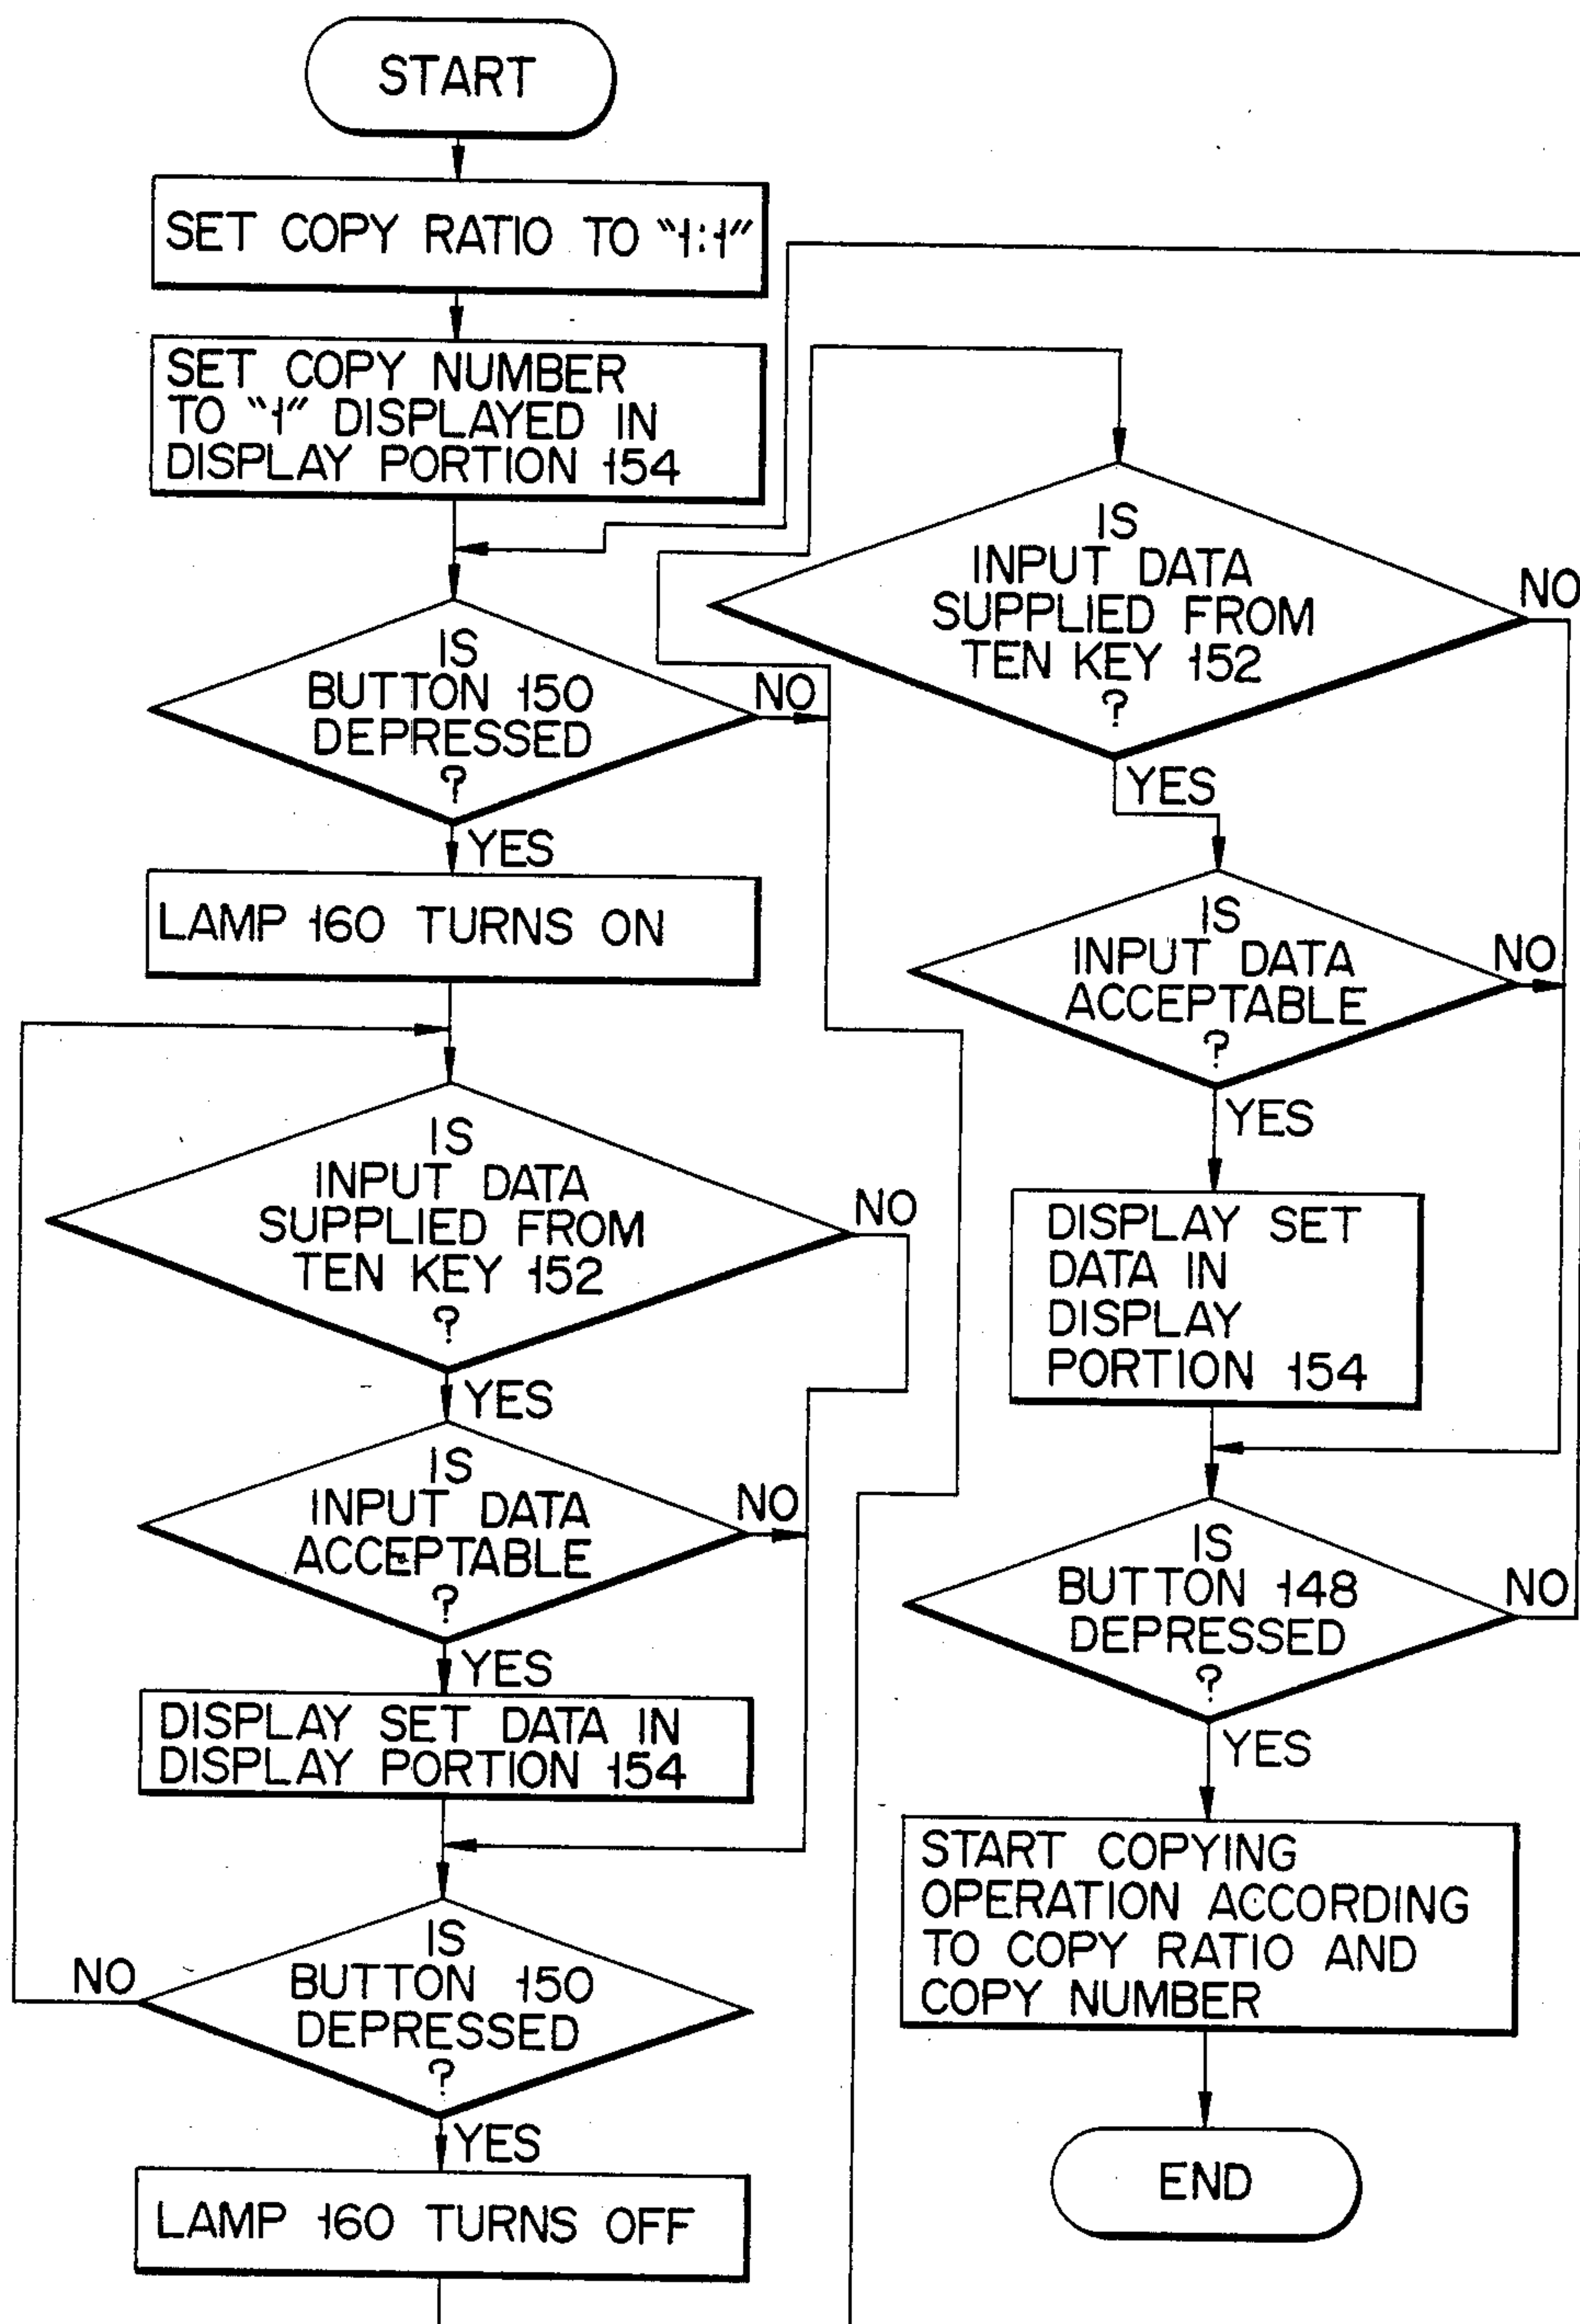 START
SET COPY RATIO TO "1:1"
SET COPY NUMBER
TO "1" DISPLAYED IN
DISPLAY PORTION 154
IS
BUTTON 150
DEPRESSED
?
NO
YES
LAMP 160 TURNS ON
IS
INPUT DATA
SUPPLIED FROM
TEN KEY 152
?
NO
YES
IS
INPUT DATA
ACCEPTABLE
?
NO
YES
DISPLAY SET DATA IN
DISPLAY PORTION 154
IS
BUTTON 150
DEPRESSED
?
NO
YES
LAMP 160 TURNS OFF
IS
INPUT DATA
SUPPLIED FROM
TEN KEY 152
?
NO
YES
IS
INPUT DATA
ACCEPTABLE
?
NO
YES
DISPLAY SET
DATA IN
DISPLAY
PORTION 154
IS
BUTTON 148
DEPRESSED
?
NO
YES
START COPYING
OPERATION ACCORDING
TO COPY RATIO AND
COPY NUMBER
END